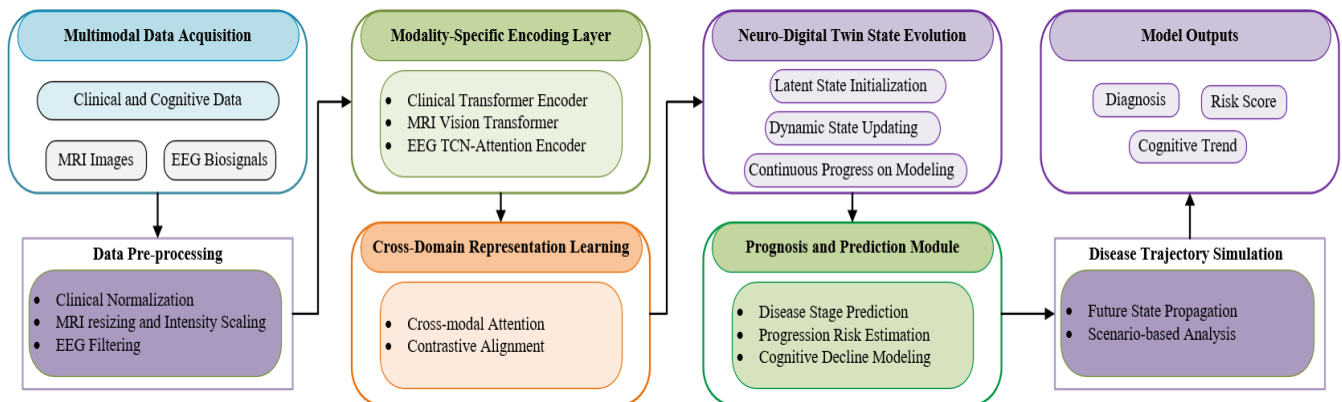 Multimodal Data Acquisition
Clinical and Cognitive Data
MRI Images
EEG Biosignals
Data Pre-processing
• Clinical Normalization
• MRI resizing and Intensity Scaling
• EEG Filtering
Modality-Specific Encoding Layer
• Clinical Transformer Encoder
• MRI Vision Transformer
• EEG TCN-Attention Encoder
Cross-Domain Representation Learning
• Cross-modal Attention
• Contrastive Alignment
Neuro-Digital Twin State Evolution
Latent State Initialization
Dynamic State Updating
Continuous Progress on Modeling
Prognosis and Prediction Module
• Disease Stage Prediction
• Progression Risk Estimation
• Cognitive Decline Modeling
Disease Trajectory Simulation
• Future State Propagation
• Scenario-based Analysis
Model Outputs
Diagnosis
Risk Score
Cognitive Trend